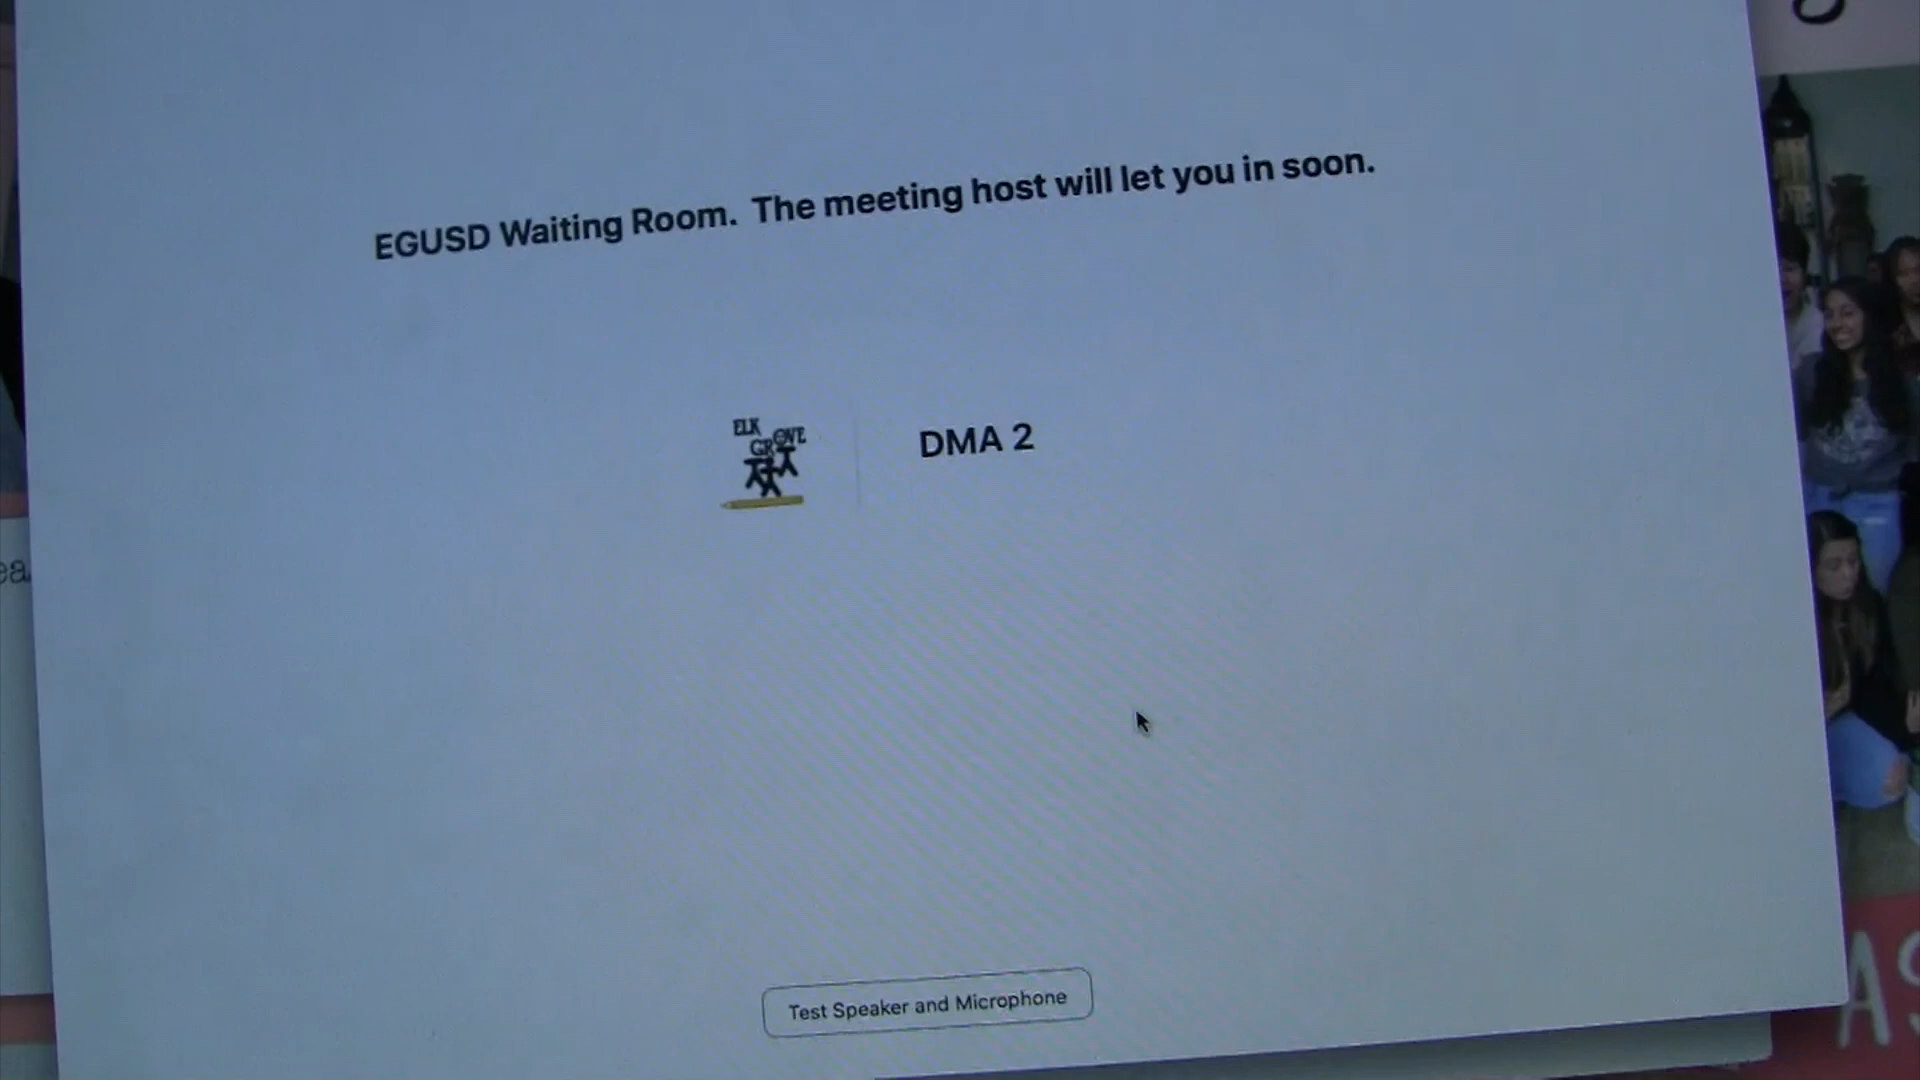 EGUSD Waiting Room. The meeting host will let you in soon.
ELK
GROVE
DMA 2
Test Speaker and Microphone